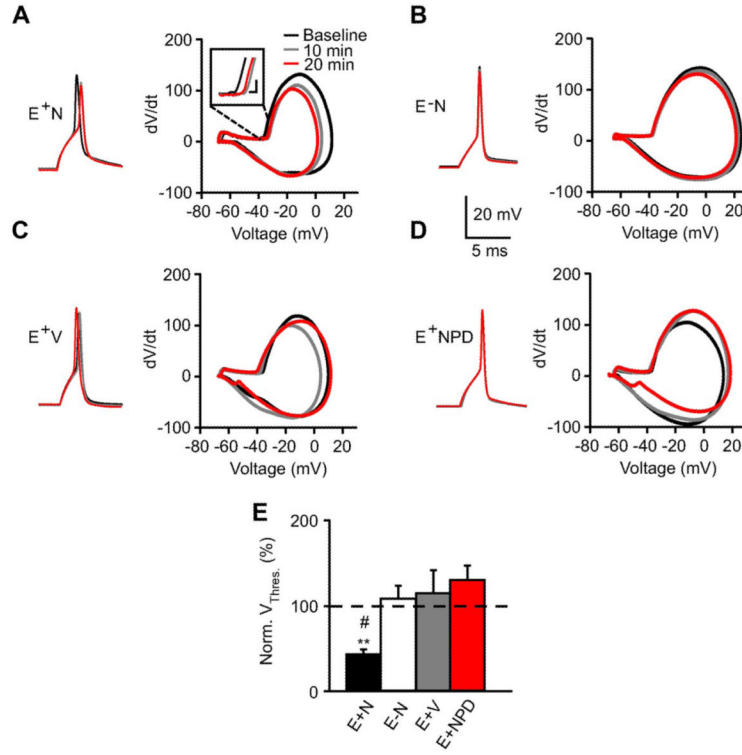 A
B
Baseline
10 min
20 min
E+N
200
100
0
-100
dV/dt
-80 -60 -40 -20 0 20
Voltage (mV)
E-N
200
100
0
-100
dV/dt
-80 -60 -40 -20 0 20
Voltage (mV)
20 mV
5 ms
C
D
E+V
200
100
0
-100
dV/dt
-80 -60 -40 -20 0 20
Voltage (mV)
E+NPD
200
100
0
-100
dV/dt
-80 -60 -40 -20 0 20
Voltage (mV)
E
Norm. VThres. (%)
200
100
0
#
**
E+N
E-N
E+V
E+NPD